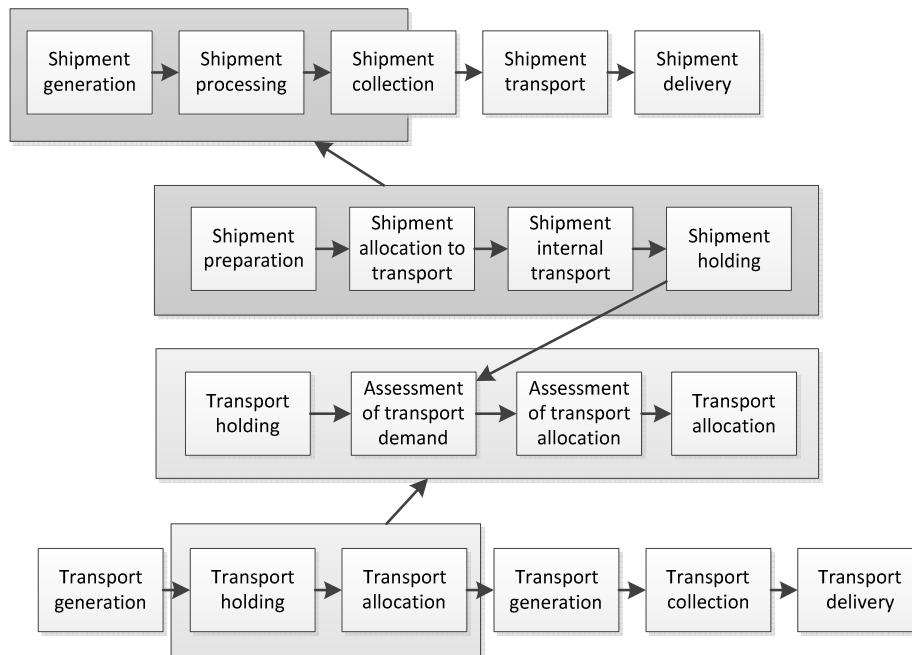 Shipment
generation
Shipment
processing
Shipment
collection
Shipment
transport
Shipment
delivery
Shipment
preparation
Shipment
allocation to
transport
Shipment
internal
transport
Shipment
holding
Transport
holding
Assessment
of transport
demand
Assessment
of transport
allocation
Transport
allocation
Transport
generation
Transport
holding
Transport
allocation
Transport
generation
Transport
collection
Transport
delivery